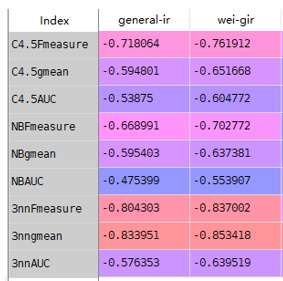 Index general-ir wei-gir
C4.5Fmeasure -0.718064 -0.761912
C4.5gmean -0.594801 -0.651668
C4.5AUC -0.53875 -0.604772
NBFmeasure -0.668991 -0.702772
NBgmean -0.595403 -0.637381
NBAUC -0.475399 -0.553907
3nnFmeasure -0.804303 -0.837002
3nngmean -0.833951 -0.853418
3nnAUC -0.576353 -0.639519